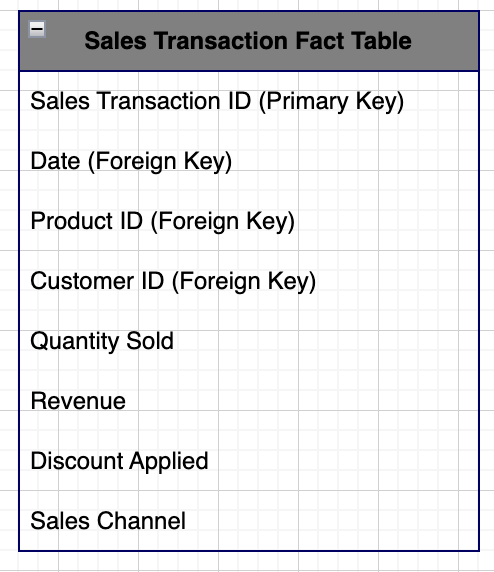 Sales Transaction Fact Table
Sales Transaction ID (Primary Key)
Date (Foreign Key)
Product ID (Foreign Key)
Customer ID (Foreign Key)
Quantity Sold
Revenue
Discount Applied
Sales Channel